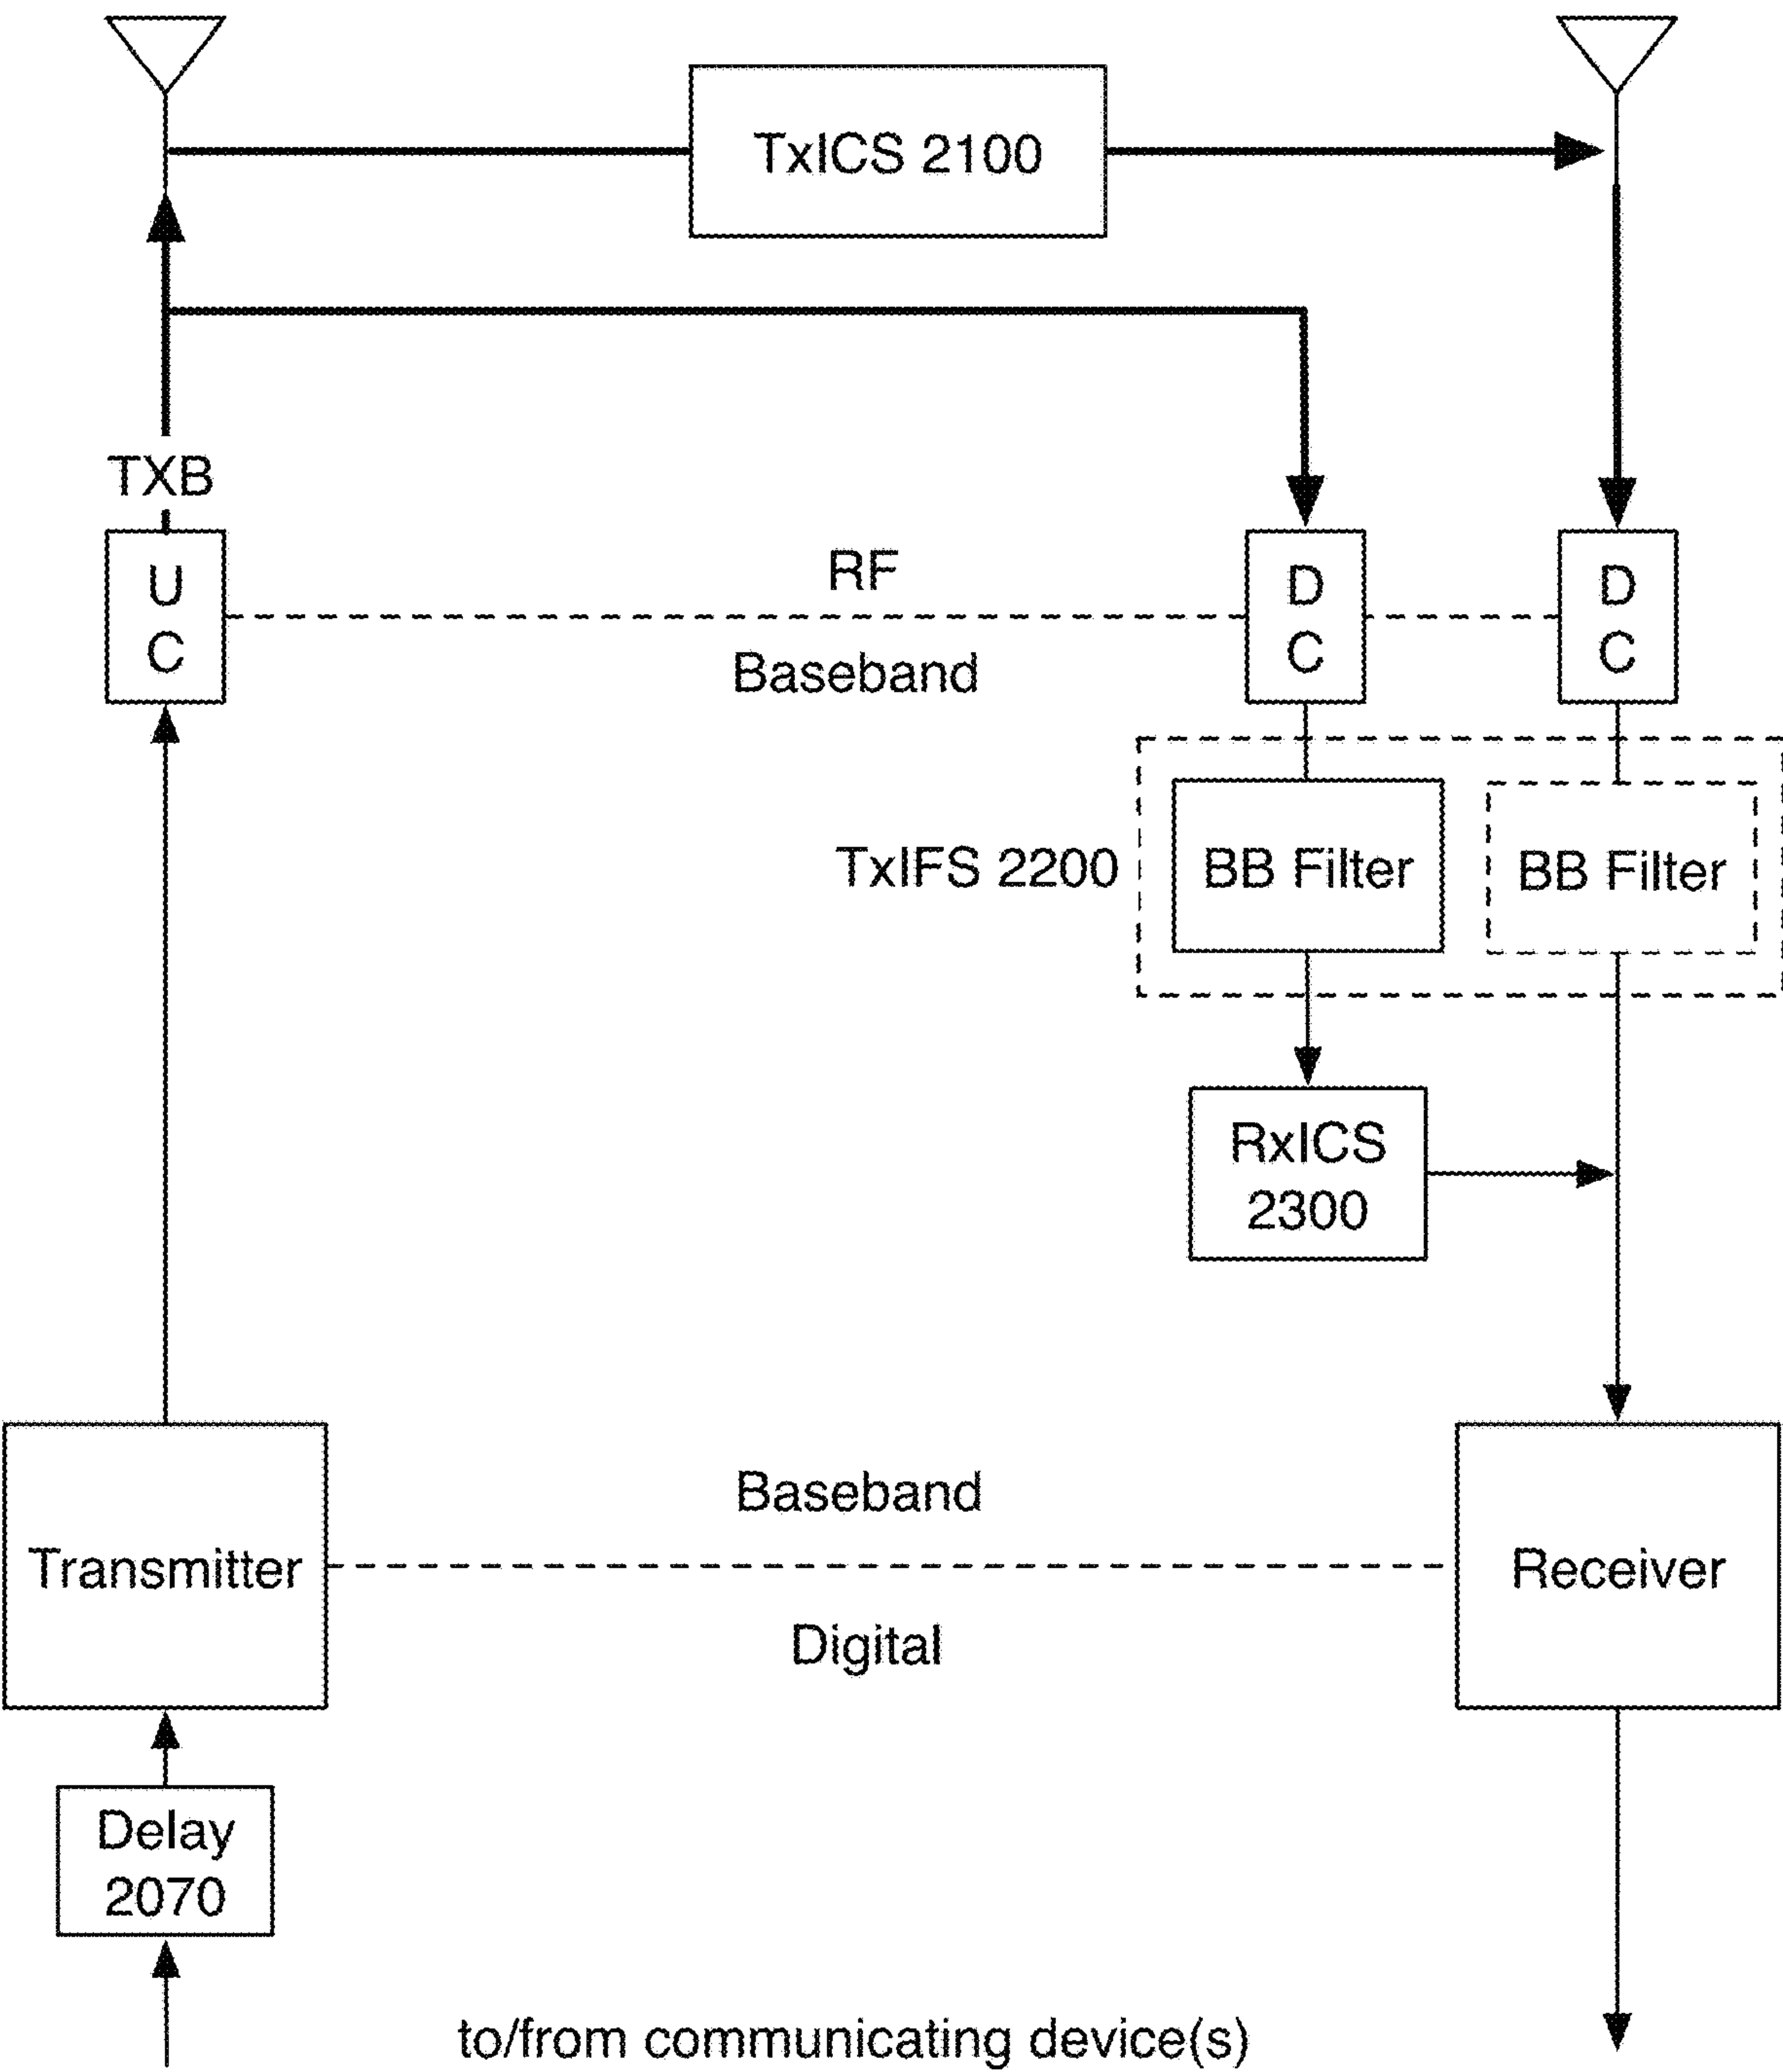 TxICS 2100
TXB
U
C
RF
Baseband
D
C
D
C
TxIFS 2200
BB Filter
BB Filter
RxICS
2300
Transmitter
Baseband
Digital
Receiver
Delay
2070
to/from communicating device(s)